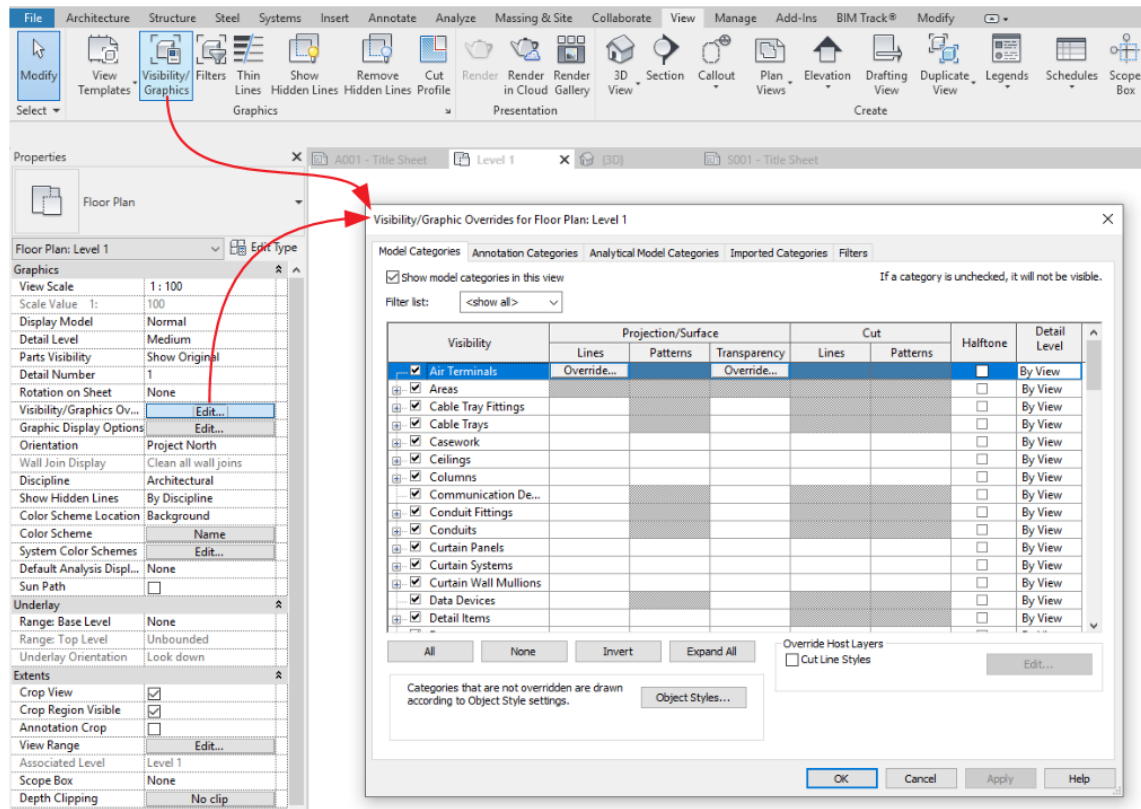 File Architecture Structure Steel Systems Insert Annotate Analyze Massing & Site Collaborate View Manage Add-Ins BIM Track® Modify
Modify View Visibility/ Filters Thin Show Remove Cut Render Render Render 3D Section Callout Plan Elevation Drafting Duplicate Legends Schedules Scope
Templates Graphics Lines Hidden Lines Hidden Lines Profile in Cloud Gallery View Views View View Box
Select Graphics Presentation Create
Properties
A001 - Title Sheet Level 1 {3D} S001 - Title Sheet
Floor Plan
Floor Plan: Level 1 Edit Type
Graphics
View Scale 1 : 100
Scale Value 1: 100
Display Model Normal
Detail Level Medium
Parts Visibility Show Original
Detail Number 1
Rotation on Sheet None
Visibility/Graphics Ov... Edit...
Graphic Display Options Edit...
Orientation Project North
Wall Join Display Clean all wall joins
Discipline Architectural
Show Hidden Lines By Discipline
Color Scheme Location Background
Color Scheme Name
System Color Schemes Edit...
Default Analysis Displ... None
Sun Path
Underlay
Range: Base Level None
Range: Top Level Unbounded
Underlay Orientation Look down
Extents
Crop View
Crop Region Visible
Annotation Crop
View Range Edit...
Associated Level Level 1
Scope Box None
Depth Clipping No clip
Visibility/Graphic Overrides for Floor Plan: Level 1
Model Categories Annotation Categories Analytical Model Categories Imported Categories Filters
Show model categories in this view If a category is unchecked, it will not be visible.
Filter list: <show all>
Visibility Projection/Surface Cut Halftone Detail Level
Lines Patterns Transparency Lines Patterns
Air Terminals Override... Override... By View
Areas By View
Cable Tray Fittings By View
Cable Trays By View
Casework By View
Ceilings By View
Columns By View
Communication De... By View
Conduit Fittings By View
Conduits By View
Curtain Panels By View
Curtain Systems By View
Curtain Wall Mullions By View
Data Devices By View
Detail Items By View
All None Invert Expand All
Override Host Layers
Cut Line Styles Edit...
Categories that are not overridden are drawn
according to Object Style settings.
Object Styles...
OK Cancel Apply Help